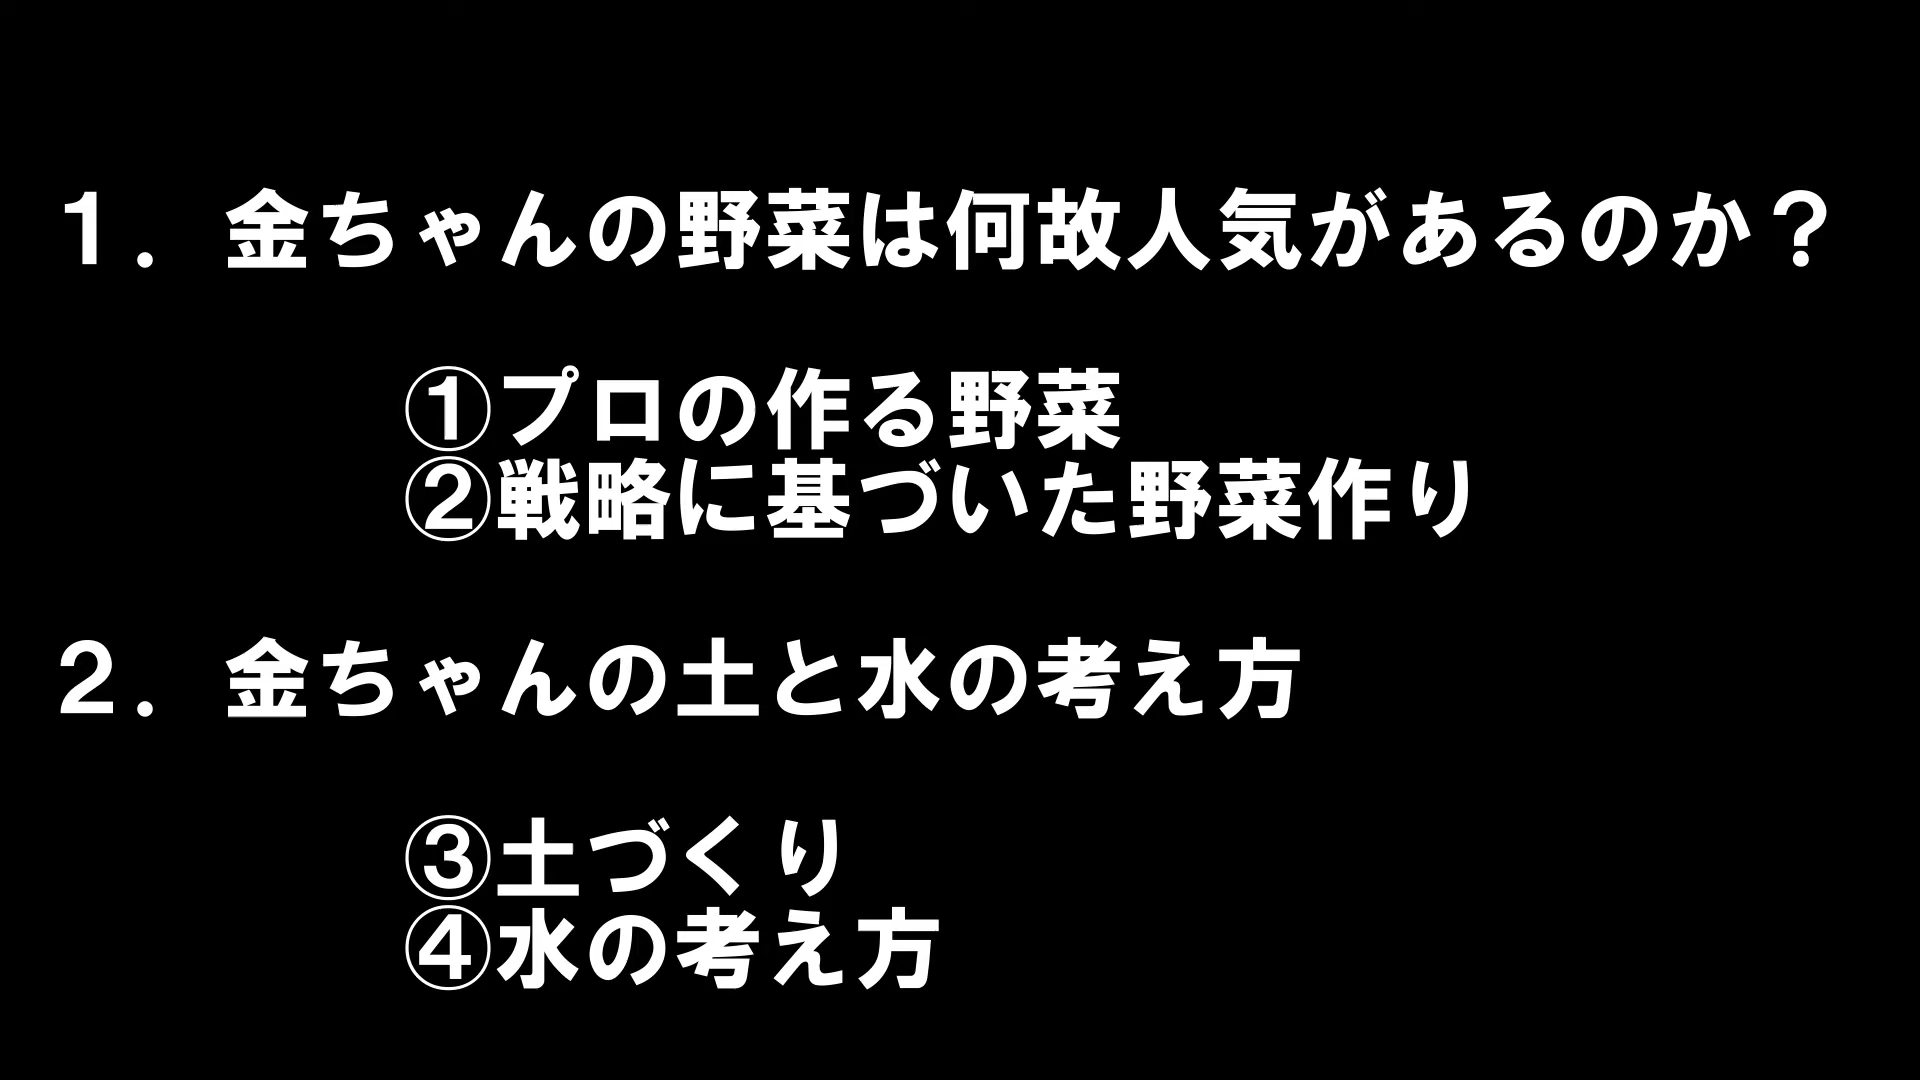 １．金ちゃんの野菜は何故人気があるのか？
①プロの作る野菜
②戦略に基づいた野菜作り
２．金ちゃんの土と水の考え方
③土づくり
④水の考え方